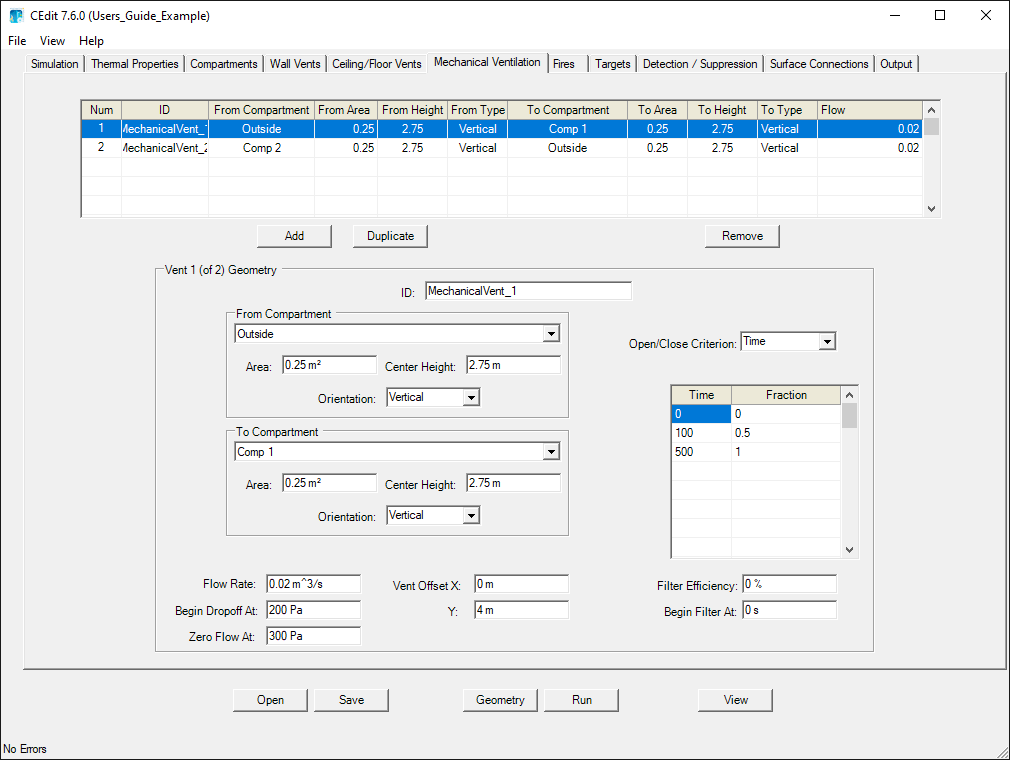 CEdit 7.6.0 (Users_Guide_Example)
File View Help
Simulation Thermal Properties Compartments Wall Vents Ceiling/Floor Vents Mechanical Ventilation Fires Targets Detection / Suppression Surface Connections Output
Num ID From Compartment From Area From Height From Type To Compartment To Area To Height To Type Flow
1 MechanicalVent_1 Outside 0.25 2.75 Vertical Comp 1 0.25 2.75 Vertical 0.02
2 MechanicalVent_2 Comp 2 0.25 2.75 Vertical Outside 0.25 2.75 Vertical 0.02
Add Duplicate Remove
Vent 1 (of 2) Geometry
ID: MechanicalVent_1
From Compartment
Outside
Open/Close Criterion: Time
Area: 0.25 m² Center Height: 2.75 m
Orientation: Vertical
To Compartment
Comp 1
Area: 0.25 m² Center Height: 2.75 m
Orientation: Vertical
Time Fraction
0 0
100 0.5
500 1
Flow Rate: 0.02 m^3/s Vent Offset X: 0 m Filter Efficiency: 0 %
Begin Dropoff At: 200 Pa Y: 4 m Begin Filter At: 0 s
Zero Flow At: 300 Pa
Open Save Geometry Run View
No Errors